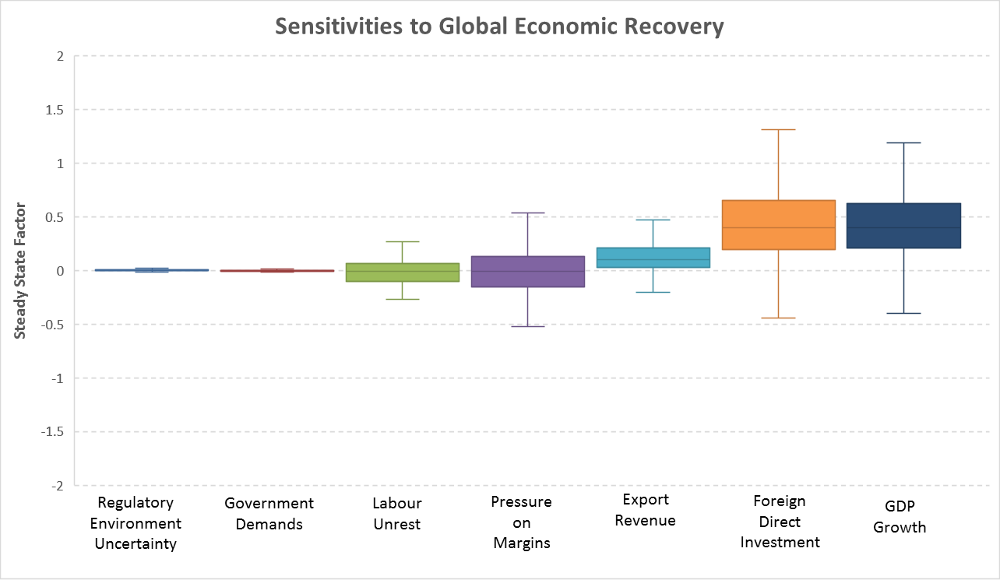 Sensitivities to Global Economic Recovery
2
1.5
1
0.5
0
-0.5
-1
-1.5
-2
Steady State Factor
Regulatory
Environment
Uncertainty
Government
Demands
Labour
Unrest
Pressure
on
Margins
Export
Revenue
Foreign
Direct
Investment
GDP
Growth